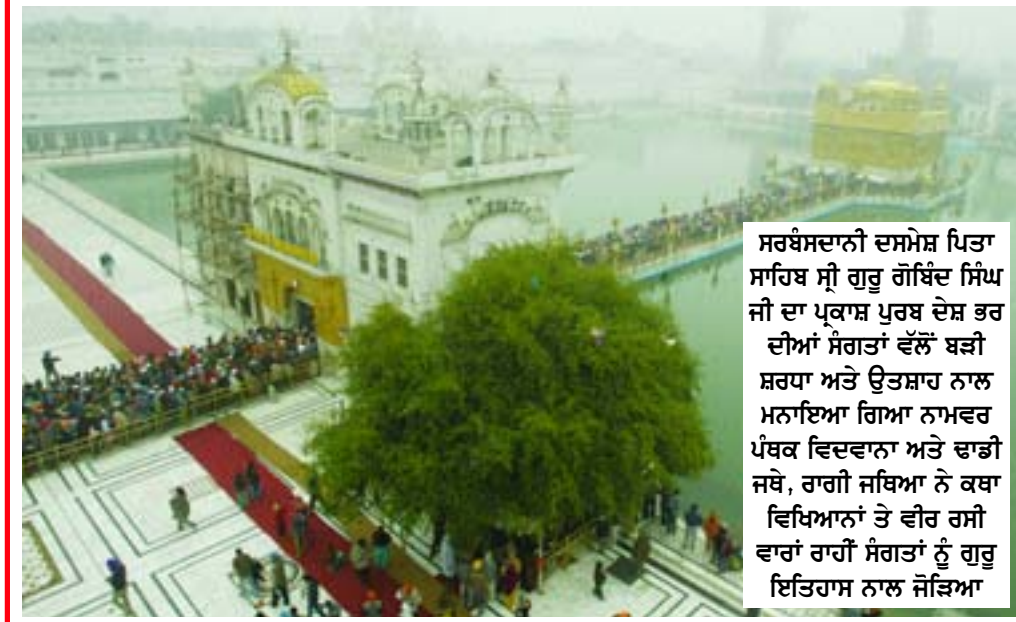 ਸਰਬੰਸਦਾਨੀ ਦਸਮੇਸ਼ ਪਿਤਾ
ਸਾਹਿਬ ਸ੍ਰੀ ਗੁਰੂ ਗੋਬਿੰਦ ਸਿੰਘ
ਜੀ ਦਾ ਪ੍ਰਕਾਸ਼ ਪੁਰਬ ਦੇਸ਼ ਭਰ
ਦੀਆਂ ਸੰਗਤਾਂ ਵੱਲੋਂ ਬੜੀ
ਸ਼ਰਧਾ ਅਤੇ ਉਤਸ਼ਾਹ ਨਾਲ
ਮਨਾਇਆ ਗਿਆ ਨਾਮਵਰ
ਪੰਥਕ ਵਿਦਵਾਨਾ ਅਤੇ ਢਾਡੀ
ਜਥੇ, ਰਾਗੀ ਜਥਿਆ ਨੇ ਕਥਾ
ਵਿਖਿਆਨਾਂ ਤੇ ਵੀਰ ਰਸੀ
ਵਾਰਾਂ ਰਾਹੀਂ ਸੰਗਤਾਂ ਨੂੰ ਗੁਰੂ
ਇਤਿਹਾਸ ਨਾਲ ਜੋੜਿਆ